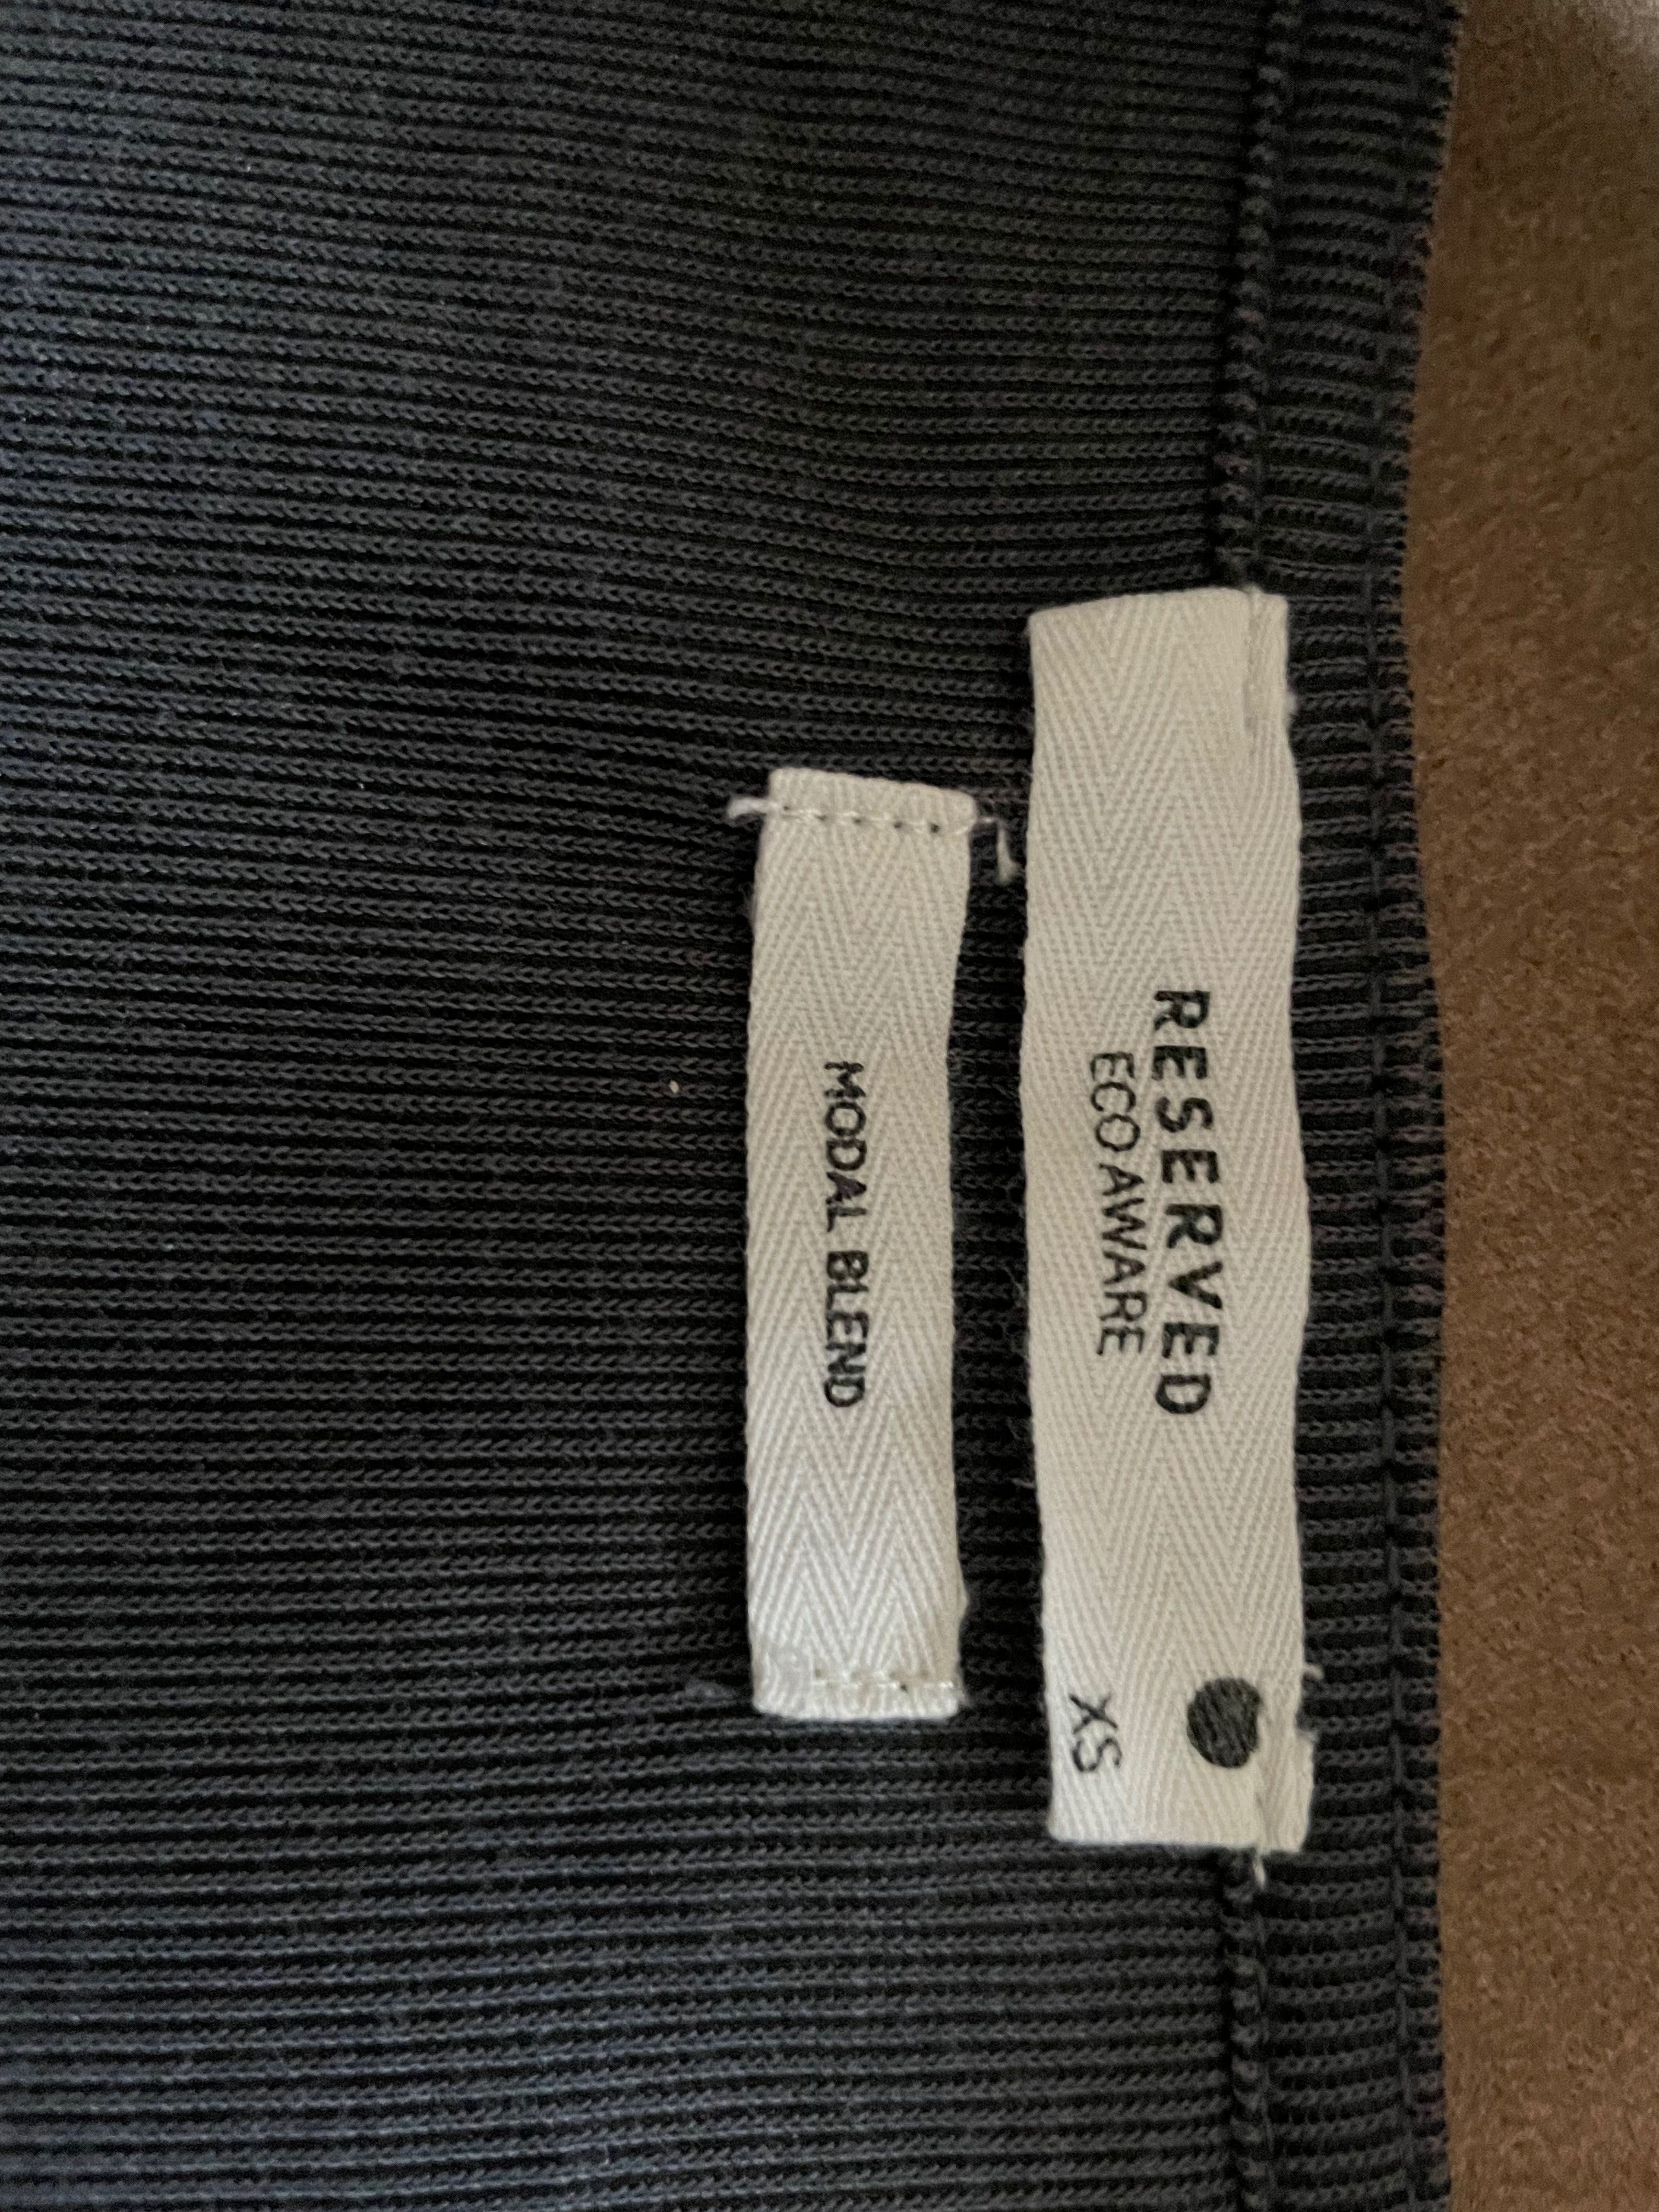 RESERVED
ECO AWARE
XS
MODAL BLEND